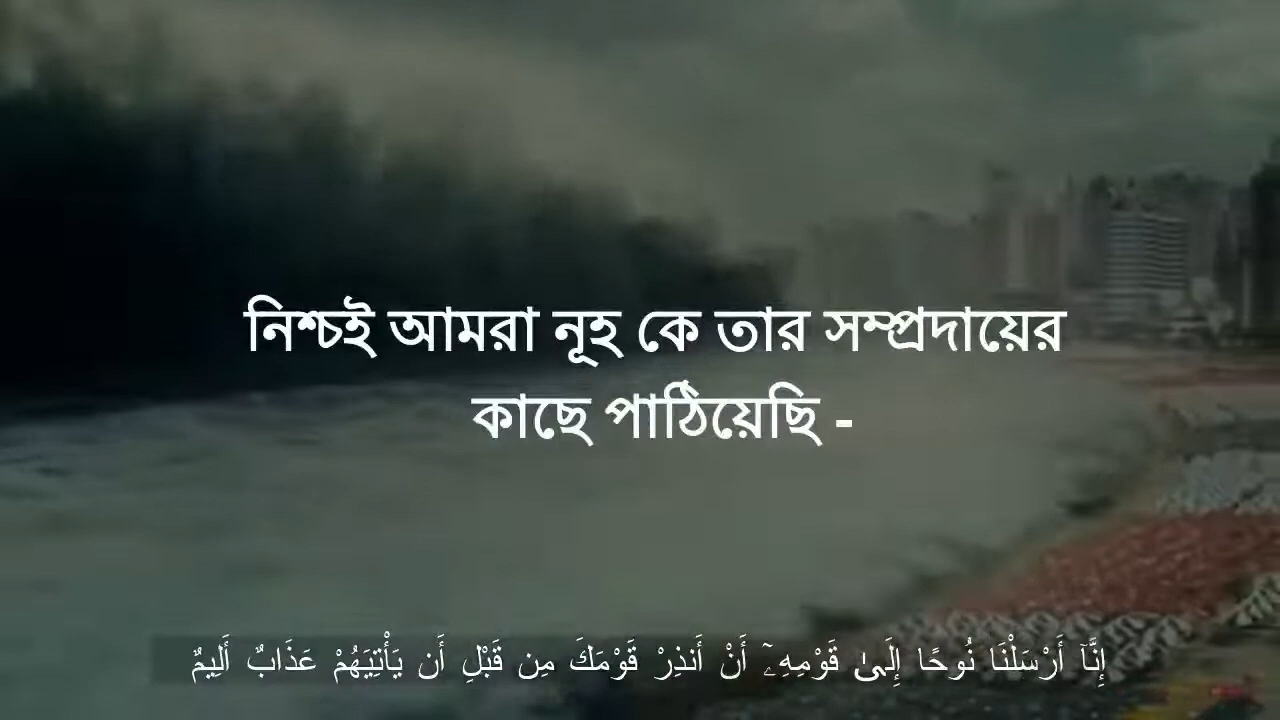 নিশ্চই আমরা নূহ কে তার সম্প্রদায়ের
কাছে পাঠিয়েছি -
إِنَّآ أَرْسَلْنَا نُوحًا إِلَىٰ قَوْمِهِۦٓ أَنْ أَنذِرْ قَوْمَكَ مِن قَبْلِ أَن يَأْتِيَهُمْ عَذَابٌ أَلِيمٌ